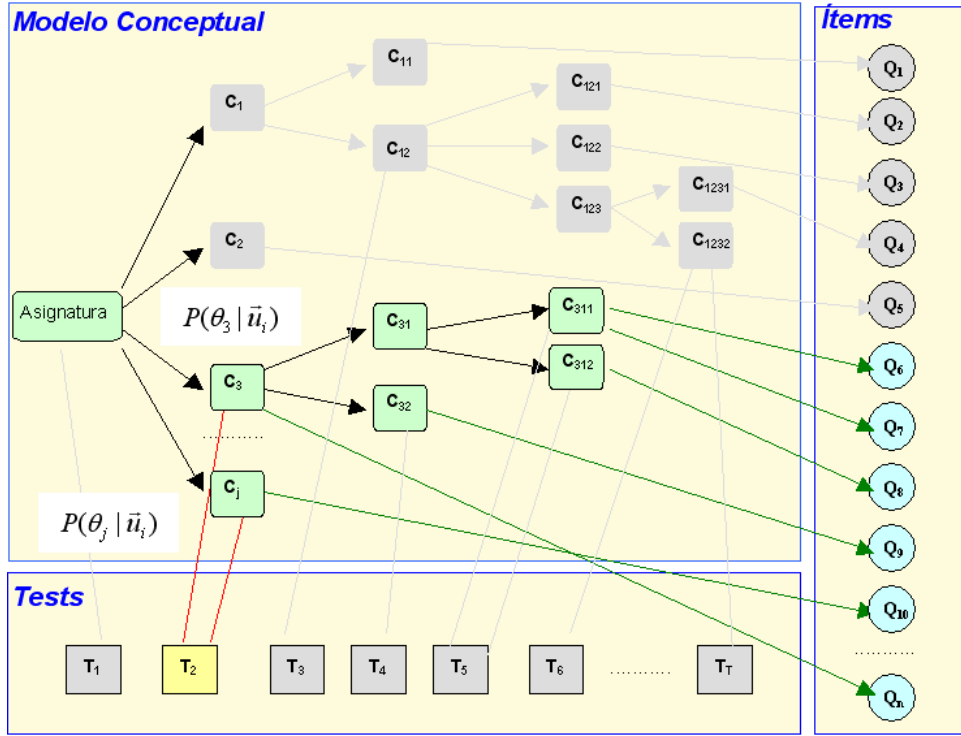 Modelo Conceptual
Ítems
C11
Q1
C1
C121
Q2
C12
C122
Q3
C123
C1231
Q4
C2
C1232
Asignatura
P(θ3 | u⃗i)
C31
C311
Q5
C3
C32
C312
Q6
...........
Q7
Cj
Q8
P(θj | u⃗i)
Q9
Tests
Q10
...........
T1
T2
T3
T4
T5
T6
..........
TT
Qn